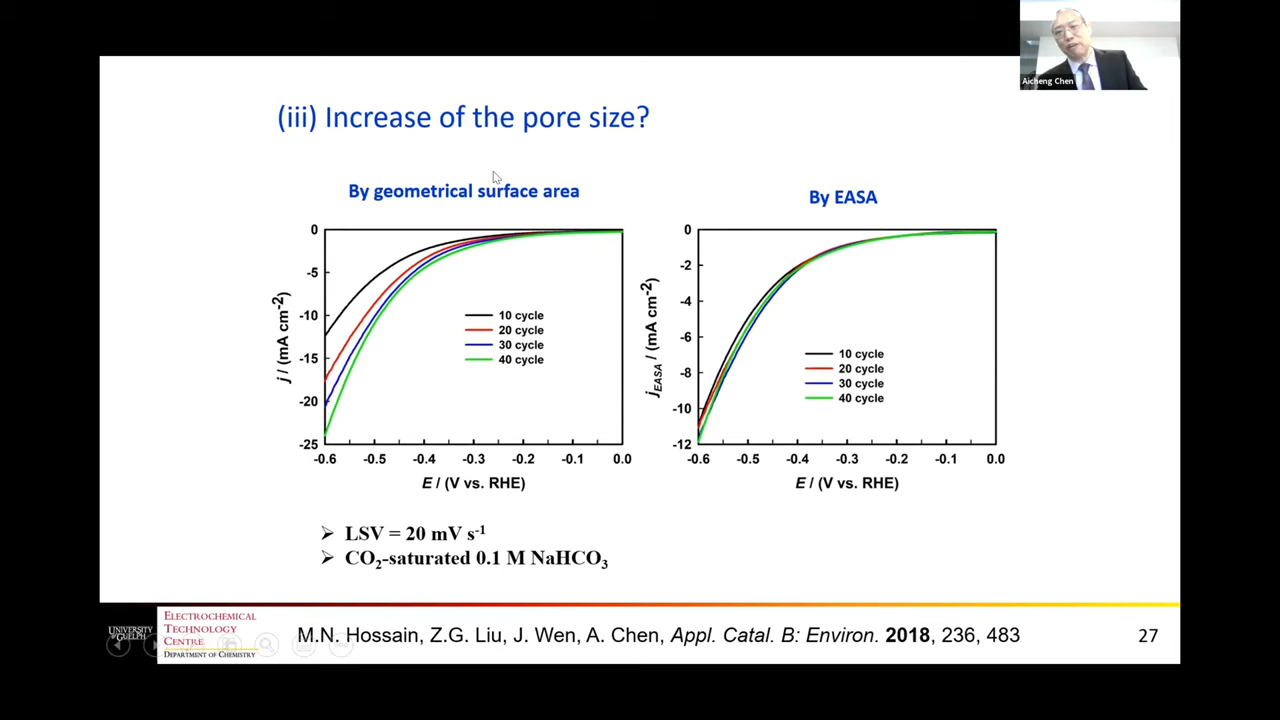 Aicheng Chen
(iii) Increase of the pore size?
By geometrical surface area
By EASA
0
-5
-10
-15
-20
-25
j / (mA cm-2)
10 cycle
20 cycle
30 cycle
40 cycle
-0.6 -0.5 -0.4 -0.3 -0.2 -0.1 0.0
E / (V vs. RHE)
0
-2
-4
-6
-8
-10
-12
jEASA / (mA cm-2)
10 cycle
20 cycle
30 cycle
40 cycle
-0.6 -0.5 -0.4 -0.3 -0.2 -0.1 0.0
E / (V vs. RHE)
➢ LSV = 20 mV s-1
➢ CO2-saturated 0.1 M NaHCO3
UNIVERSITY
OF GUELPH
ELECTROCHEMICAL
TECHNOLOGY
CENTRE
DEPARTMENT OF CHEMISTRY
M.N. Hossain, Z.G. Liu, J. Wen, A. Chen, Appl. Catal. B: Environ. 2018, 236, 483
27